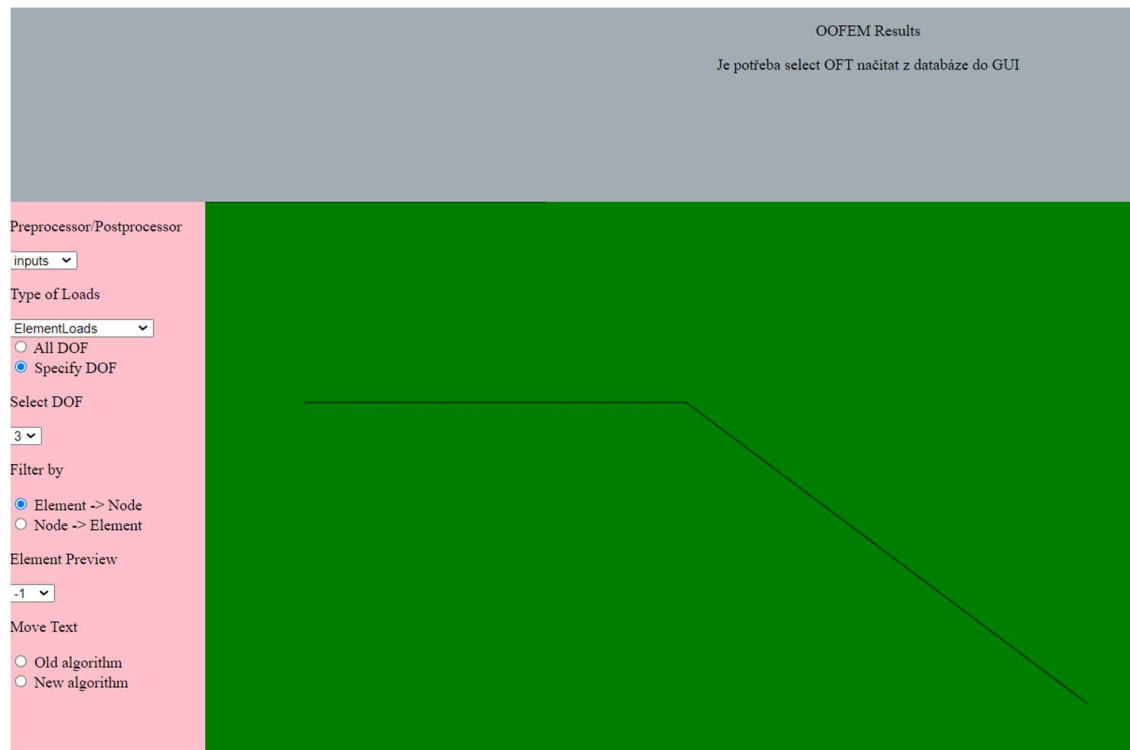 OOFEM Results
Je potřeba select OFT načítat z databáze do GUI
Preprocessor/Postprocessor
inputs
Type of Loads
ElementLoads
All DOF
Specify DOF
Select DOF
3
Filter by
Element -> Node
Node -> Element
Element Preview
-1
Move Text
Old algorithm
New algorithm